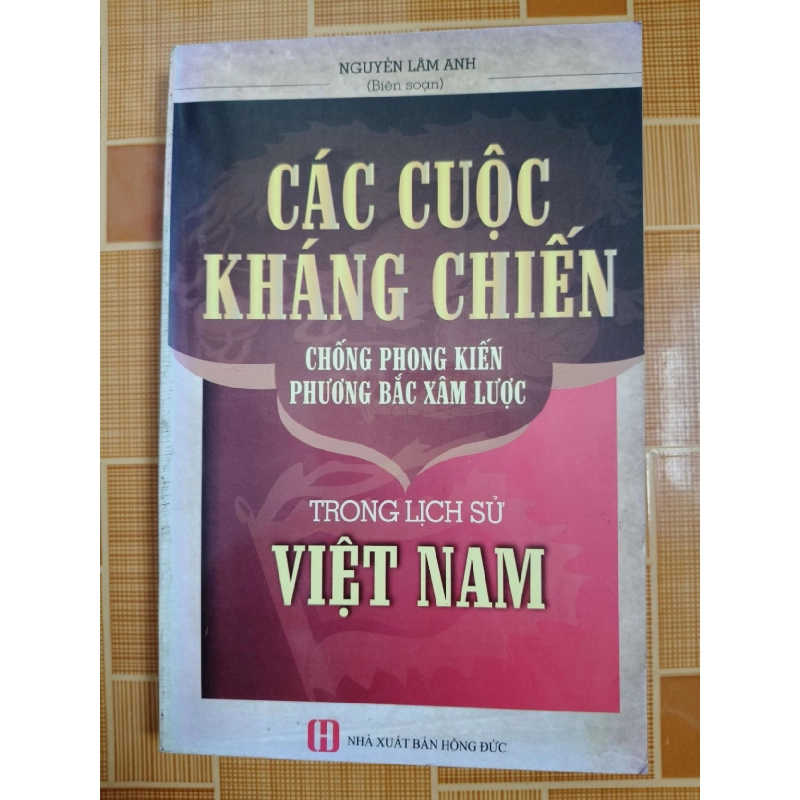 NGUYỄN LÂM ANH
(Biên soạn)
CÁC CUỘC
KHÁNG CHIẾN
CHỐNG PHONG KIẾN
PHƯƠNG BẮC XÂM LƯỢC
TRONG LỊCH SỬ
VIỆT NAM
NHÀ XUẤT BẢN HỒNG ĐỨC